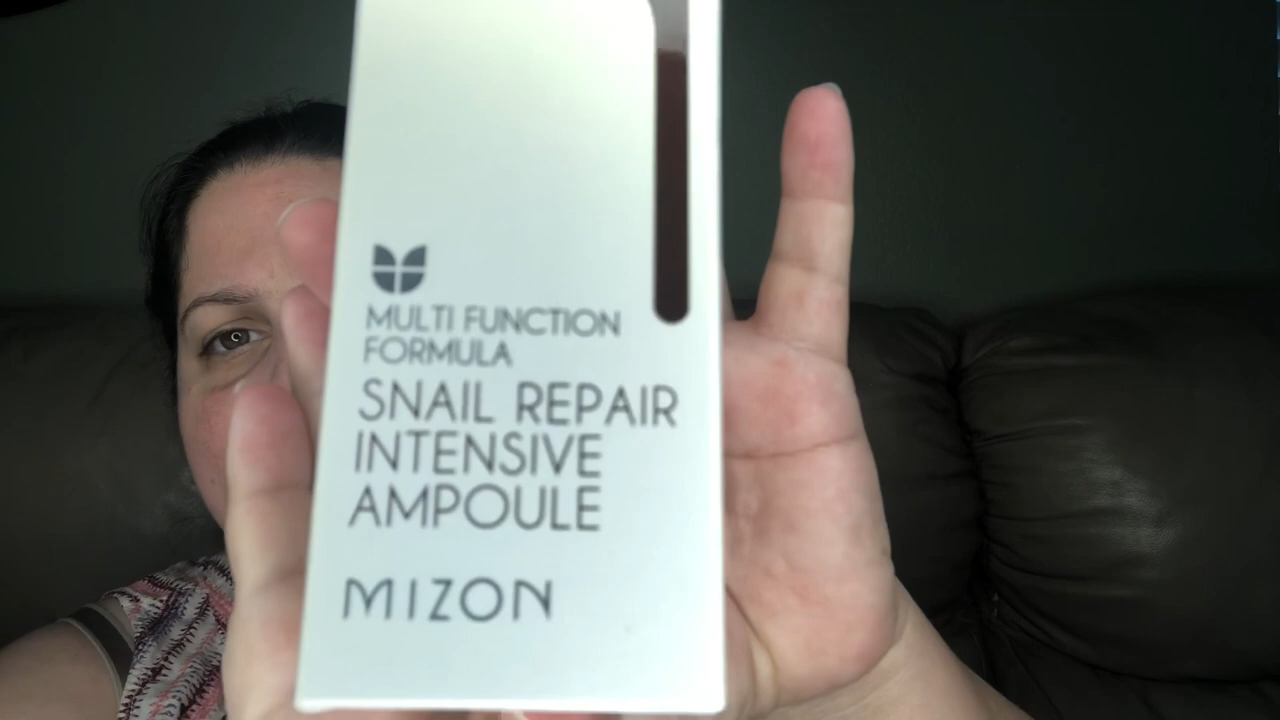 MULTI FUNCTION
FORMULA
SNAIL REPAIR
INTENSIVE
AMPOULE
MIZON